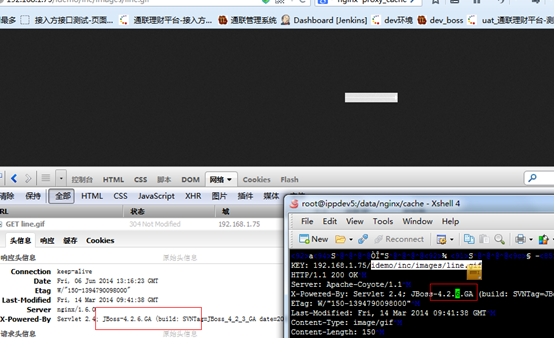 192.168.1.75/idemo/inc/images/line.gif
nginx proxy_cache
最多 接入方接口测试-页面... 通联理财平台-接入方... 通联管理系统 Dashboard [Jenkins] dev环境 dev_boss uat_通联理财平台-接
控制台 HTML CSS 脚本 DOM 网络 Cookies Flash
清除 保持 全部 HTML CSS JavaScript XHR 图片 插件 媒体
RL 状态 域
GET line.gif 304 Not Modified 192.168.1.75
头信息 响应 缓存 Cookies
响应头信息 原始头信息
Connection keep-alive
Date Fri, 06 Jun 2014 13:16:23 GMT
Etag W/"150-1394790098000"
Last-Modified Fri, 14 Mar 2014 09:41:38 GMT
Server nginx/1.6.0
X-Powered-By Servlet 2.4; JBoss-4.2.6.GA (build: SVNTag=JBoss_4_2_3_GA date=20
请求头信息 原始头信息
root@ippdev5:/data/nginx/cache - Xshell 4
File Edit View Tools Window Help
New Reconnect
KEY: 192.168.1.75/idemo/inc/images/line.gif
HTTP/1.1 200 OK
Server: Apache-Coyote/1.1
X-Powered-By: Servlet 2.4; JBoss-4.2.6.GA (build: SVNTag=JB
ETag: W/"150-1394790098000"
Last-Modified: Fri, 14 Mar 2014 09:41:38 GMT
Content-Type: image/gif
Content-Length: 150